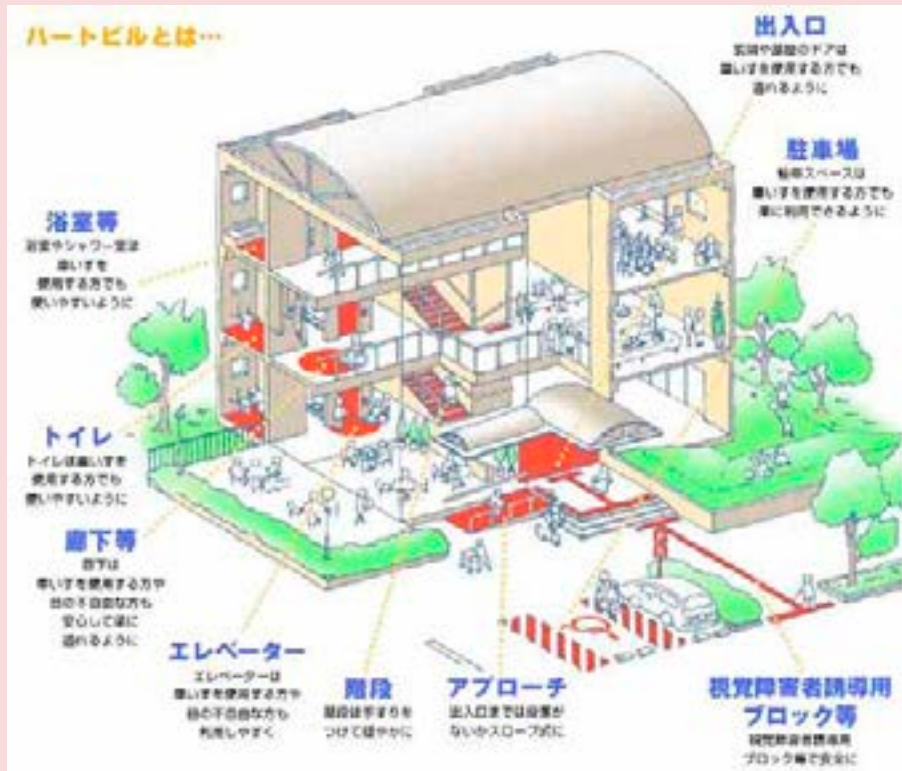 ハートビルとは…
出入口
玄関や部屋のドアは
車いすを使用する方でも
通れるように
駐車場
駐車スペースは
車いすを使用する方でも
楽に利用できるように
浴室等
浴室やシャワー室は
車いすを
使用する方でも
使いやすいように
トイレ
トイレは車いすを
使用する方でも
使いやすいように
廊下等
廊下は
車いすを使用する方や
目の不自由な方も
安心して楽に
通れるように
エレベーター
エレベーターは
車いすを使用する方や
目の不自由な方も
利用しやすく
階段
階段は手すりを
つけて緩やかに
アプローチ
出入口までは段差が
ないかスロープ式に
視覚障害者誘導用
ブロック等
視覚障害者誘導用
ブロック等で安全に